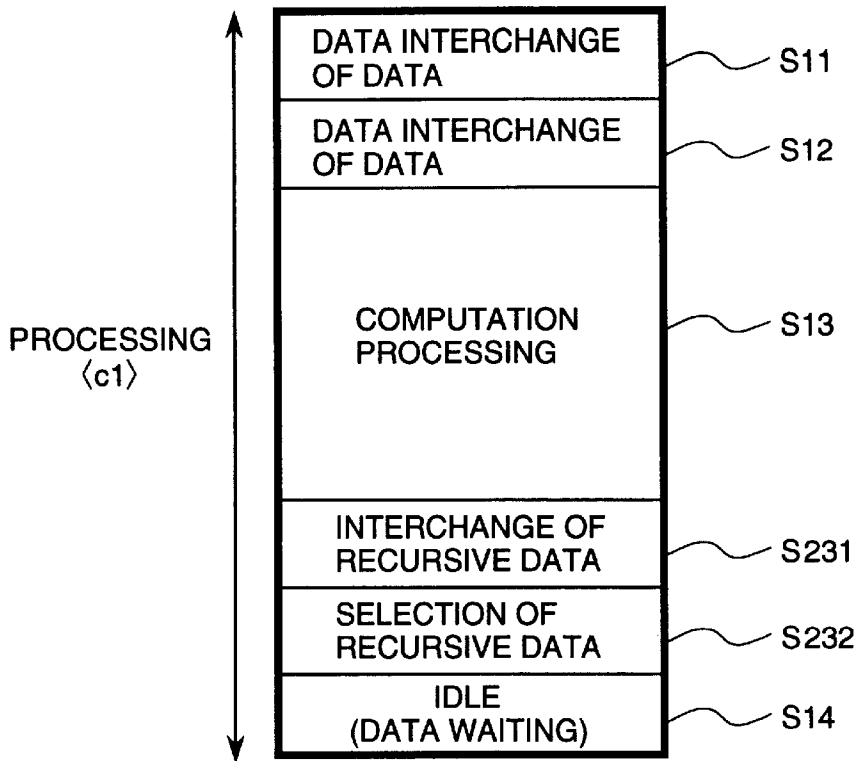 DATA INTERCHANGE
OF DATA
S11
DATA INTERCHANGE
OF DATA
S12
COMPUTATION
PROCESSING
S13
PROCESSING
〈c1〉
INTERCHANGE OF
RECURSIVE DATA
S231
SELECTION OF
RECURSIVE DATA
S232
IDLE
(DATA WAITING)
S14